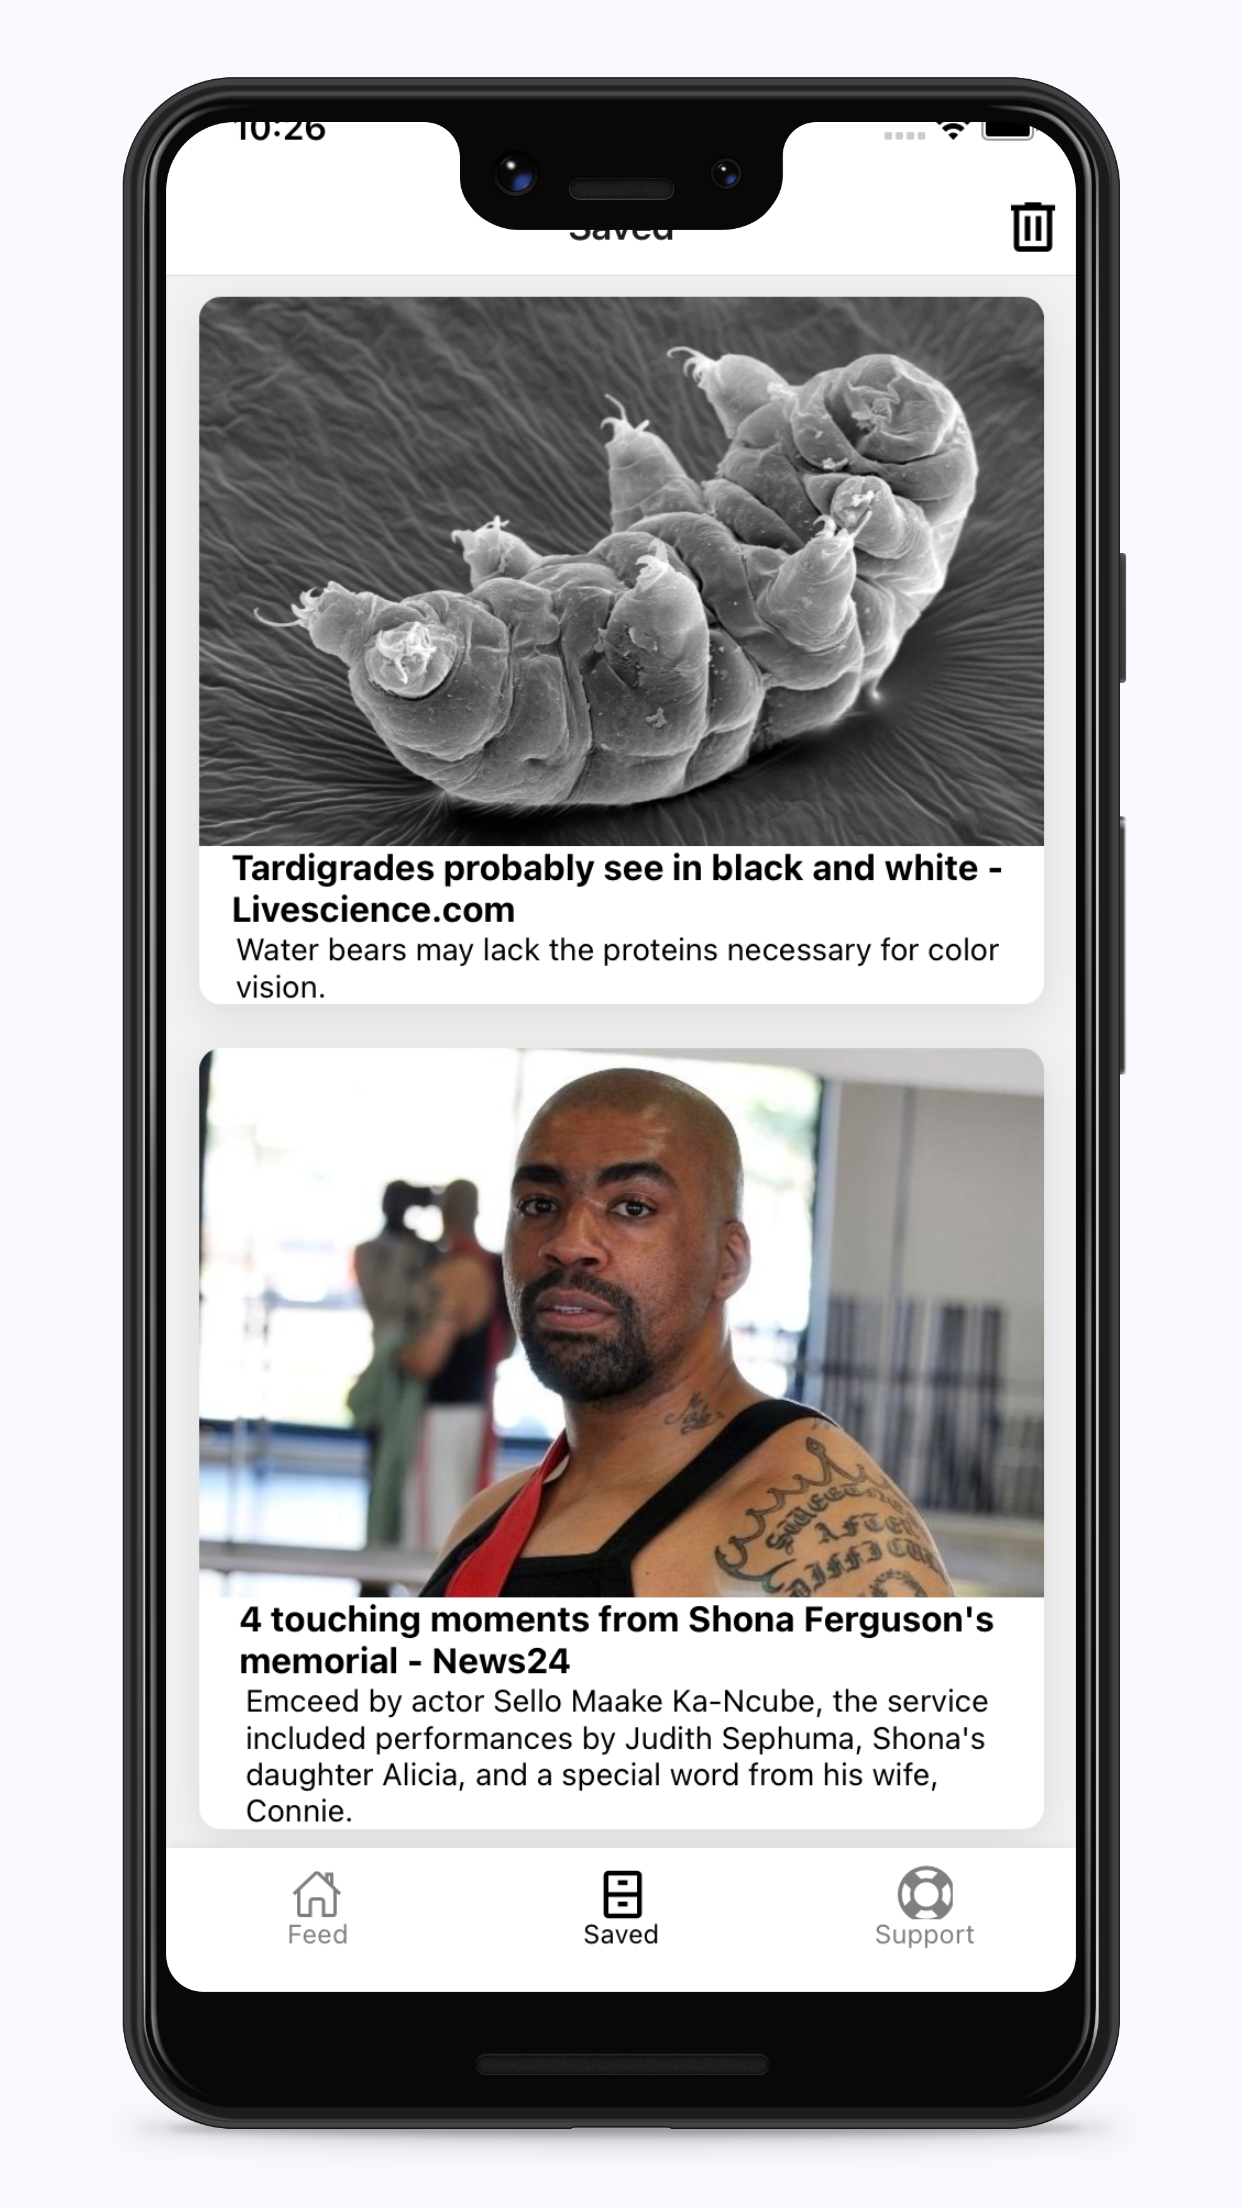 10:26
Saved
Tardigrades probably see in black and white -
Livescience.com
Water bears may lack the proteins necessary for color
vision.
AFTER
4 touching moments from Shona Ferguson's
memorial - News24
Emceed by actor Sello Maake Ka-Ncube, the service
included performances by Judith Sephuma, Shona's
daughter Alicia, and a special word from his wife,
Connie.
Feed
Saved
Support